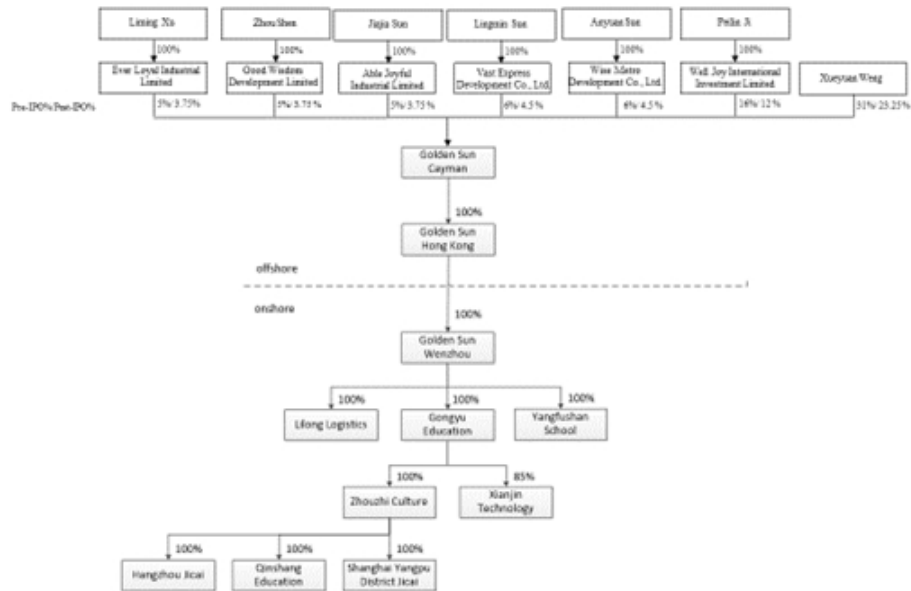 Liming Xu
Zhou Shen
Jiajia Sun
Lingmin Sun
Anyuan Sun
Peilin Ji
100%
100%
100%
100%
100%
100%
Ever Loyal Industrial
Limited
Good Wisdom
Development Limited
Able Joyful
Industrial Limited
Vast Express
Development Co., Ltd.
Wise Metro
Development Co., Ltd.
Well Joy International
Investment Limited
Xueyuan Weng
Pre-IPO%/Post-IPO%
5%/3.75%
5%/3.75%
5%/3.75%
6%/4.5%
6%/4.5%
16%/12%
31%/23.25%
Golden Sun
Cayman
100%
Golden Sun
Hong Kong
offshore
onshore
100%
Golden Sun
Wenzhou
100%
100%
100%
Lilong Logistics
Gongyu
Education
Yangfushan
School
100%
85%
Zhouzhi Culture
Xianjin
Technology
100%
100%
100%
Hangzhou Jicai
Qinshang
Education
Shanghai Yangpu
District Jicai